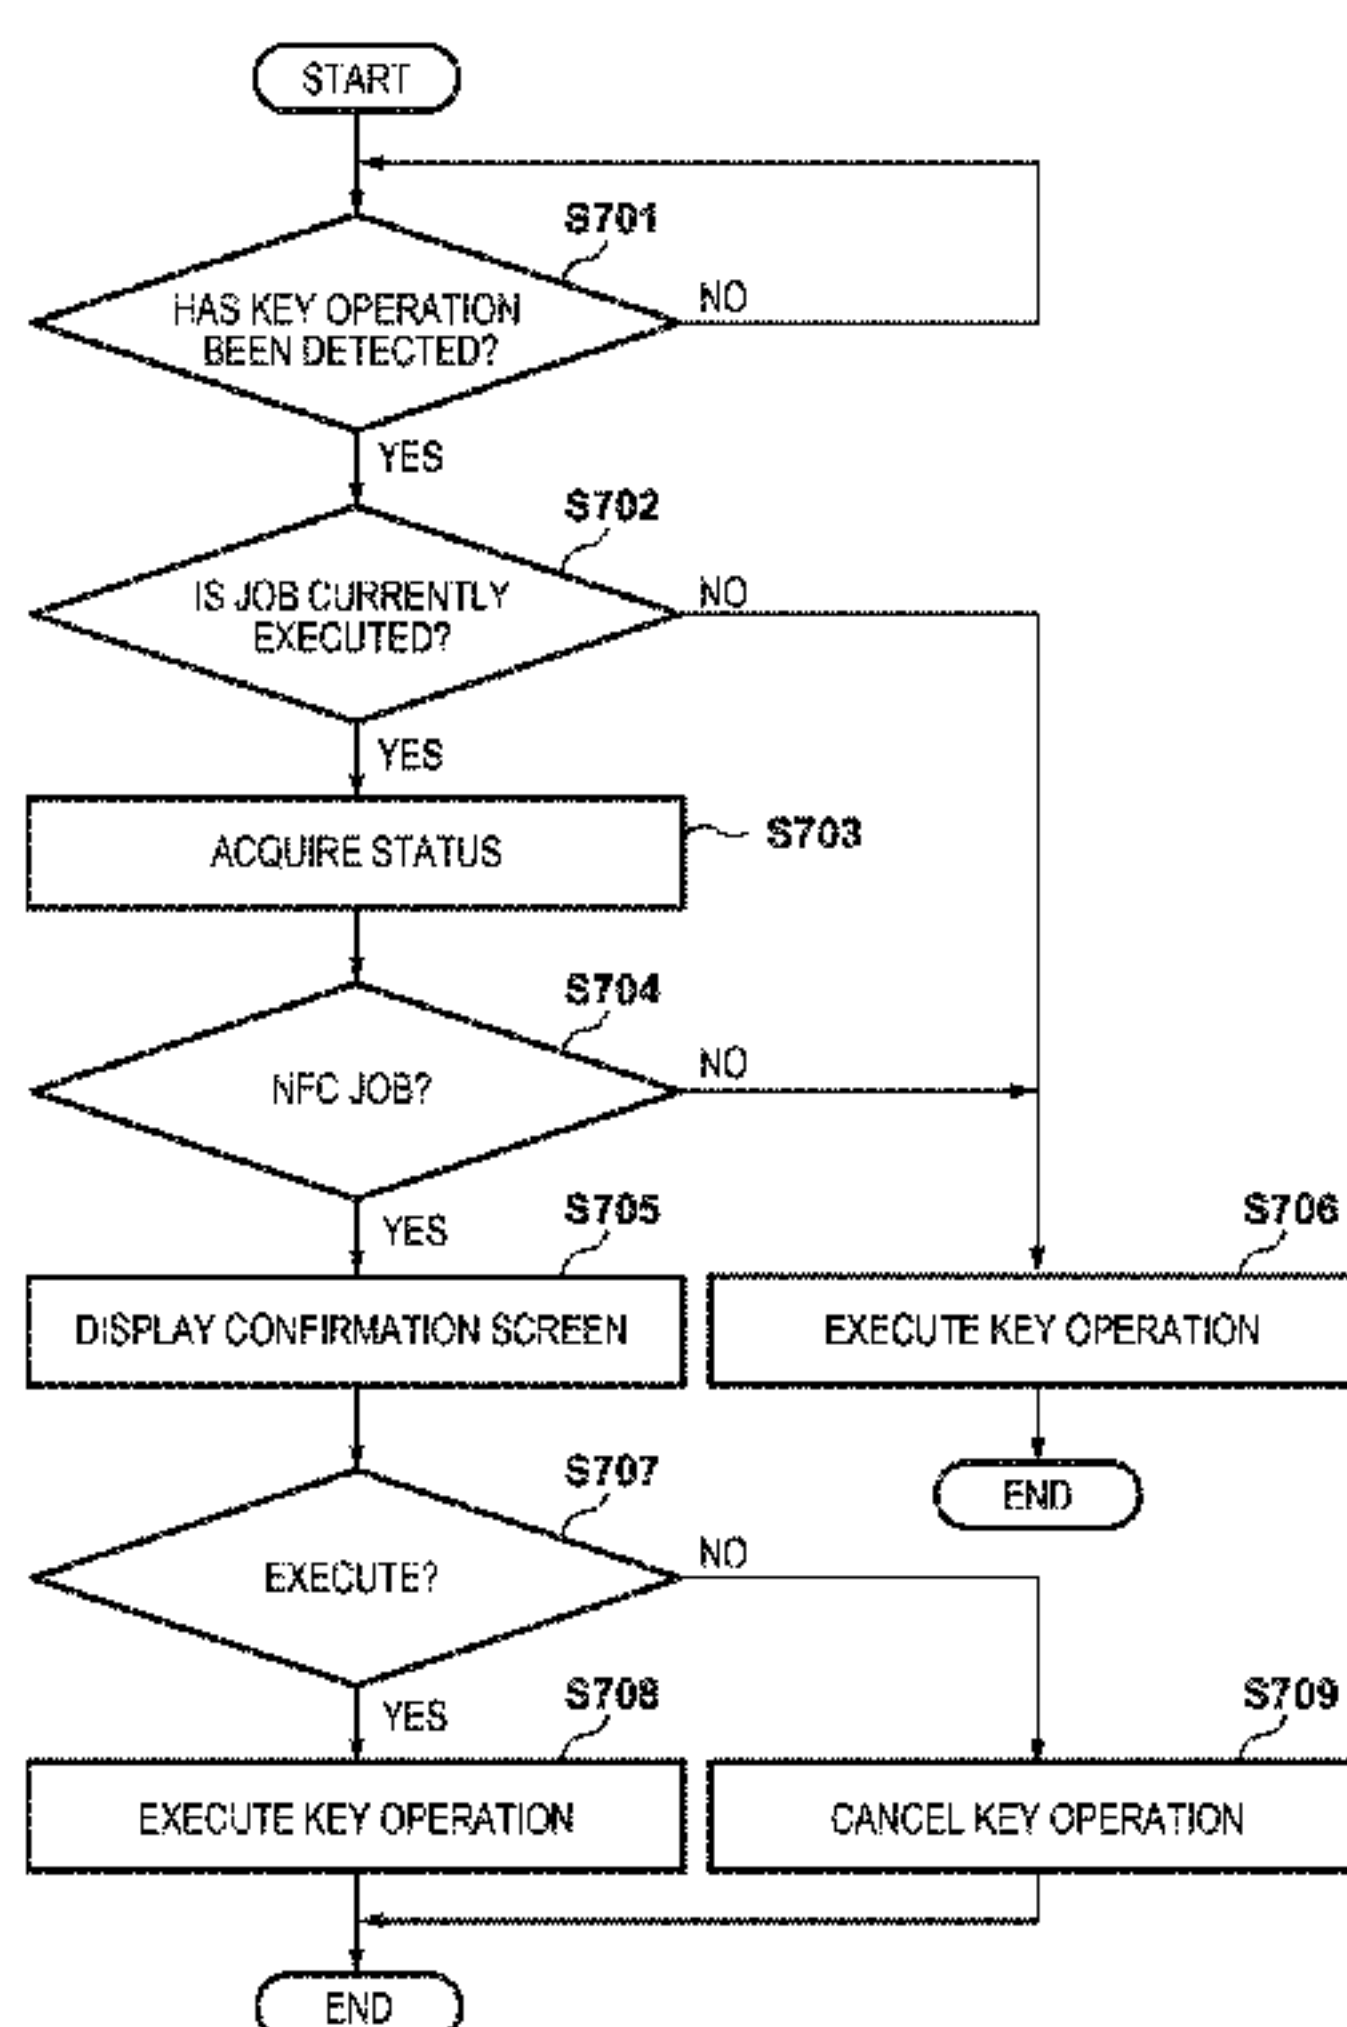 START
S701
HAS KEY OPERATION
BEEN DETECTED?
NO
YES
S702
IS JOB CURRENTLY
EXECUTED?
NO
YES
ACQUIRE STATUS
S703
S704
NFC JOB?
NO
YES
S705
S706
DISPLAY CONFIRMATION SCREEN
EXECUTE KEY OPERATION
S707
END
EXECUTE?
NO
YES
S708
S709
EXECUTE KEY OPERATION
CANCEL KEY OPERATION
END